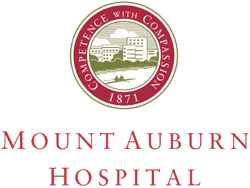 COMPETENCE WITH COMPASSION
1871
MOUNT AUBURN
HOSPITAL